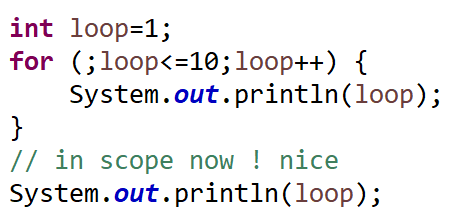 int loop=1;
for (;loop<=10;loop++) {
    System.out.println(loop);
}
// in scope now ! nice
System.out.println(loop);